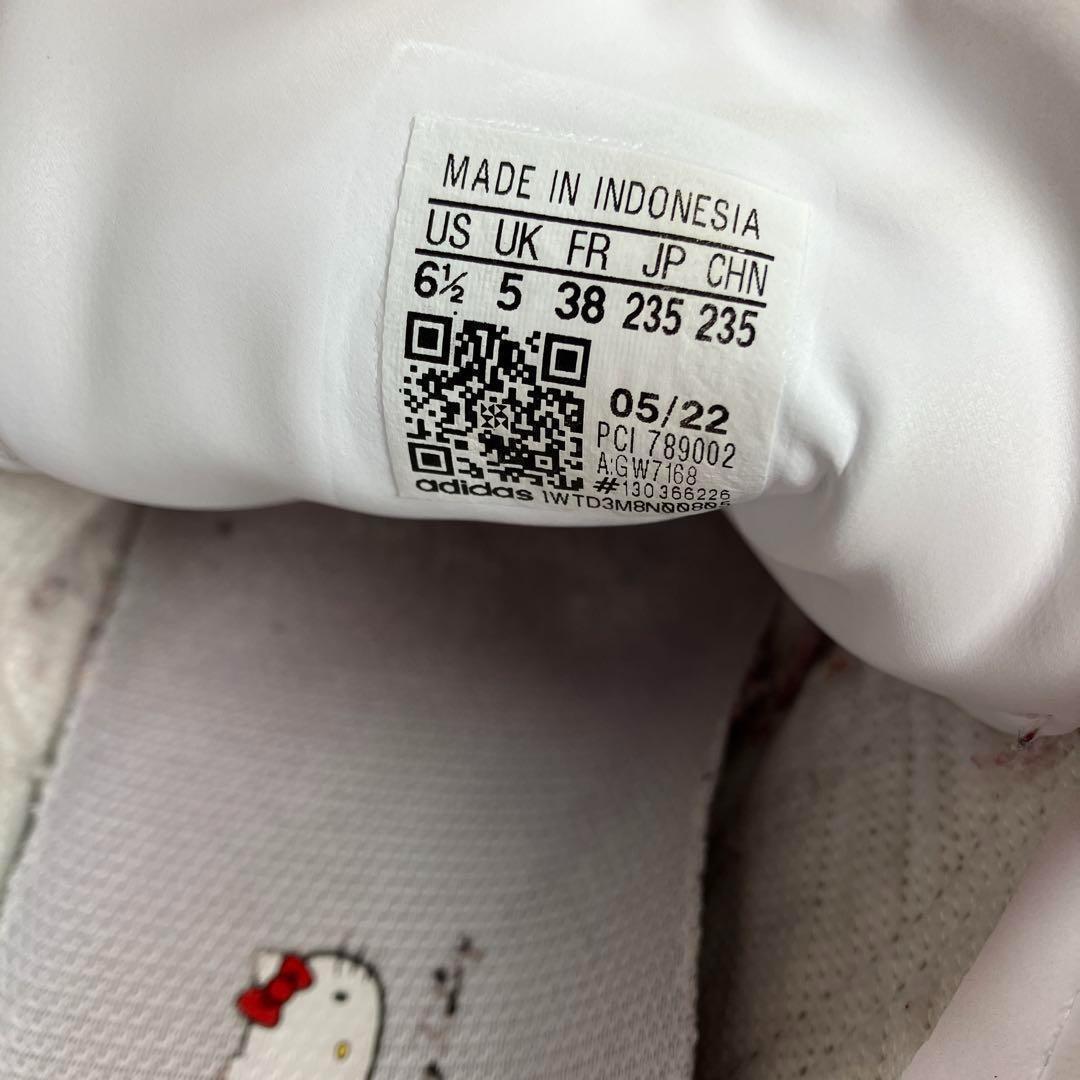 MADE IN INDONESIA
US UK FR JP CHN
6½ 5 38 235 235
05/22
PCI 789002
A:GW7168
#130366226
adidas 1WTD3M8N00805